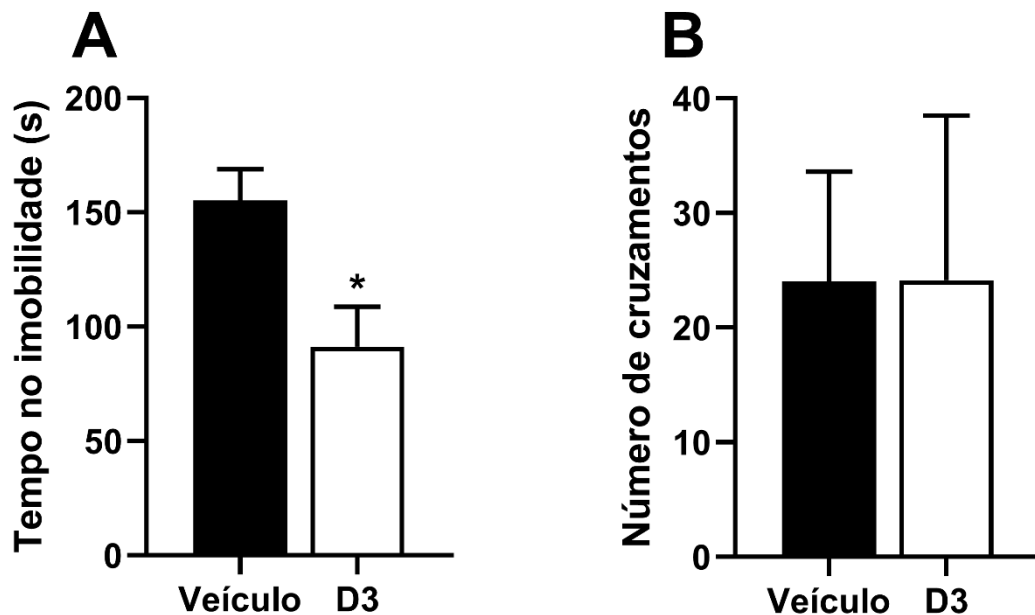 A
Tempo no imobilidade (s)
200
150
100
50
0
*
Veículo
D3
B
Número de cruzamentos
40
30
20
10
0
Veículo
D3